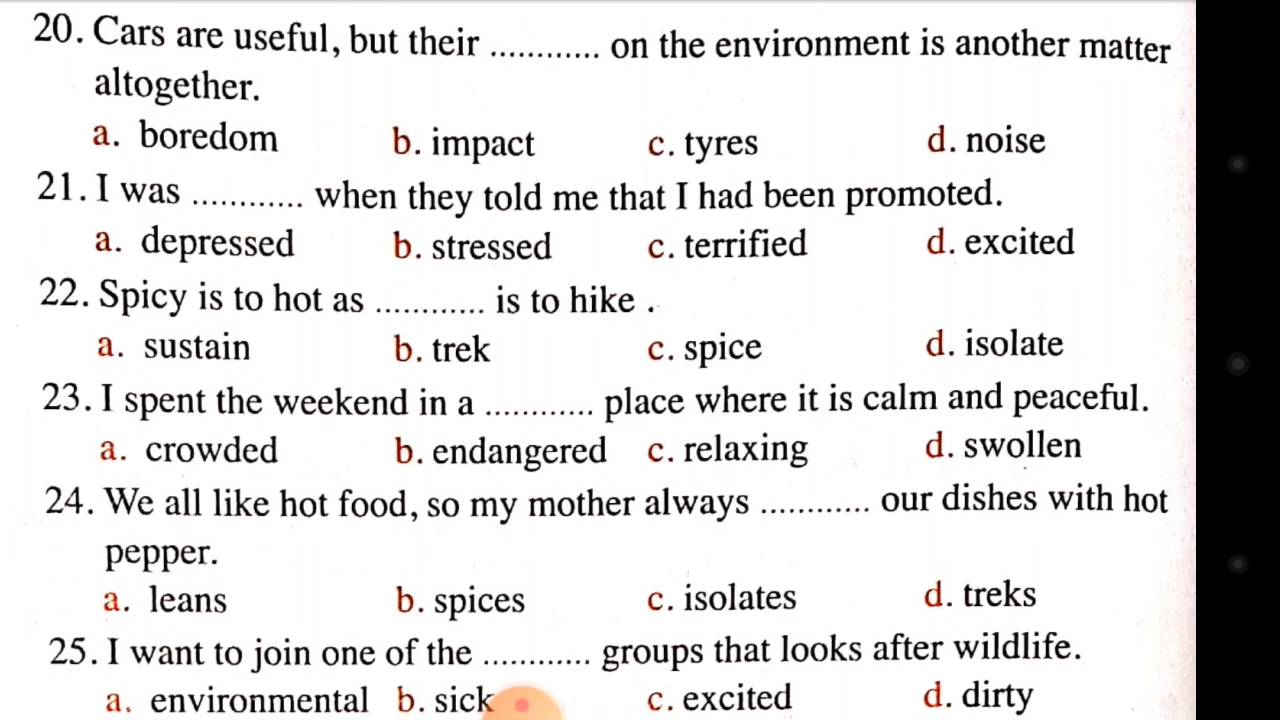 20. Cars are useful, but their ............ on the environment is another matter
altogether.
a. boredom b. impact c. tyres d. noise
21. I was ............ when they told me that I had been promoted.
a. depressed b. stressed c. terrified d. excited
22. Spicy is to hot as ............ is to hike .
a. sustain b. trek c. spice d. isolate
23. I spent the weekend in a ............ place where it is calm and peaceful.
a. crowded b. endangered c. relaxing d. swollen
24. We all like hot food, so my mother always ............ our dishes with hot
pepper.
a. leans b. spices c. isolates d. treks
25. I want to join one of the ............ groups that looks after wildlife.
a. environmental b. sick c. excited d. dirty